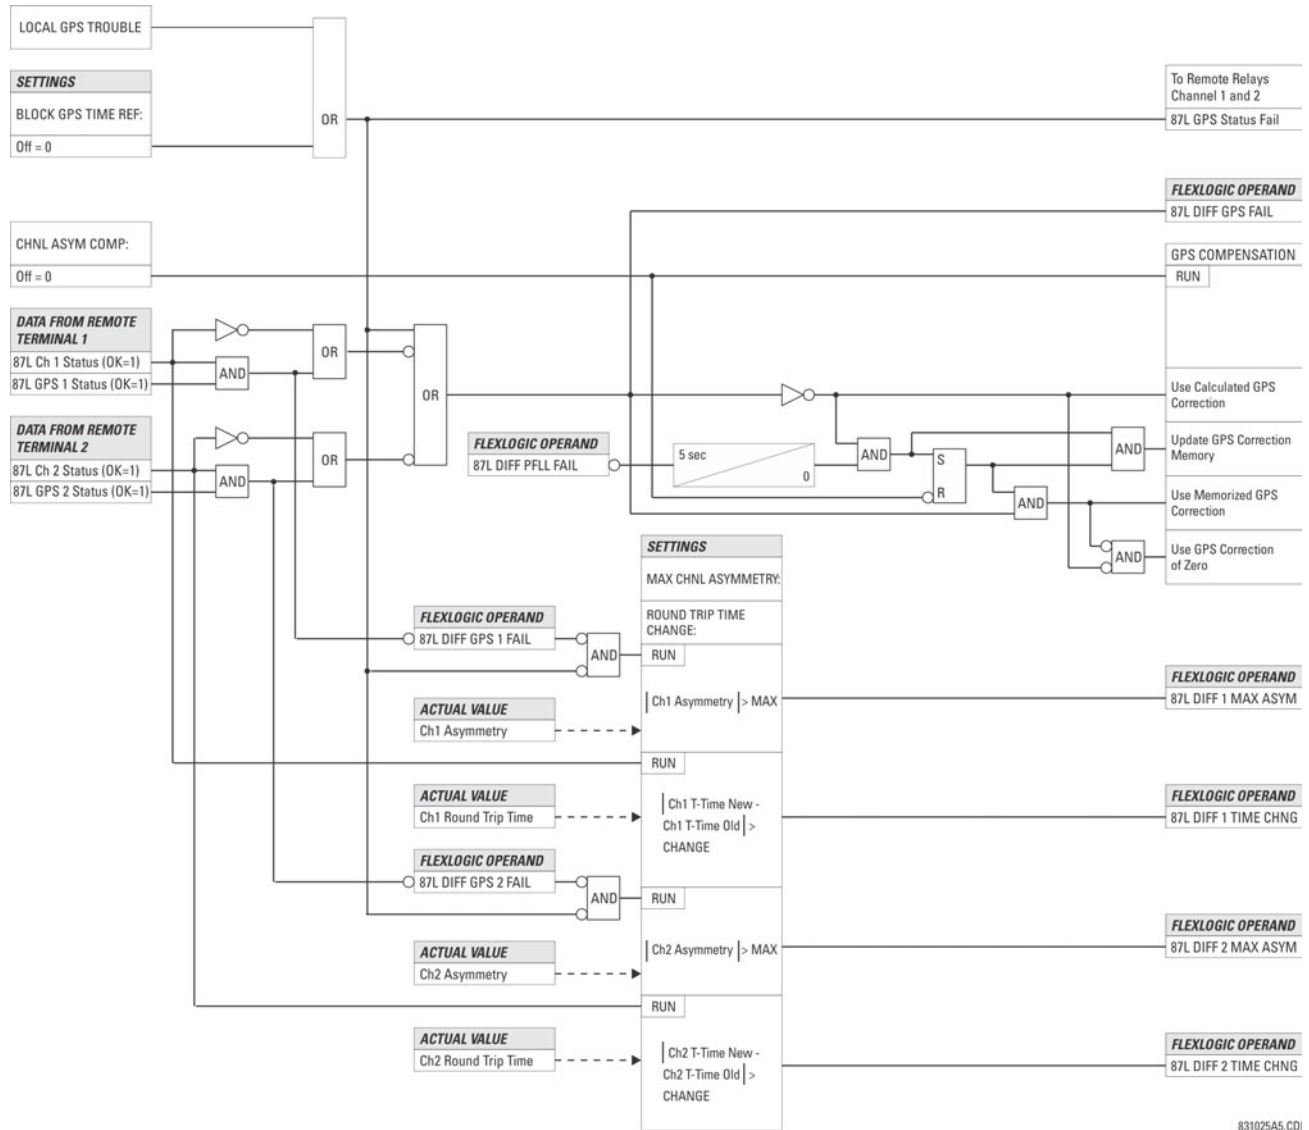 LOCAL GPS TROUBLE
SETTINGS
BLOCK GPS TIME REF:
Off = 0
OR
To Remote Relays
Channel 1 and 2
87L GPS Status Fail
FLEXLOGIC OPERAND
87L DIFF GPS FAIL
CHNL ASYM COMP:
Off = 0
GPS COMPENSATION
RUN
DATA FROM REMOTE
TERMINAL 1
87L Ch 1 Status (OK=1)
87L GPS 1 Status (OK=1)
AND
OR
DATA FROM REMOTE
TERMINAL 2
87L Ch 2 Status (OK=1)
87L GPS 2 Status (OK=1)
AND
OR
OR
FLEXLOGIC OPERAND
87L DIFF PFLL FAIL
5 sec
0
AND
S
R
AND
AND
AND
Use Calculated GPS
Correction
Update GPS Correction
Memory
Use Memorized GPS
Correction
Use GPS Correction
of Zero
SETTINGS
MAX CHNL ASYMMETRY:
ROUND TRIP TIME
CHANGE:
FLEXLOGIC OPERAND
87L DIFF GPS 1 FAIL
AND
RUN
ACTUAL VALUE
Ch1 Asymmetry
|Ch1 Asymmetry|> MAX
FLEXLOGIC OPERAND
87L DIFF 1 MAX ASYM
RUN
ACTUAL VALUE
Ch1 Round Trip Time
|Ch1 T-Time New -
Ch1 T-Time Old|>
CHANGE
FLEXLOGIC OPERAND
87L DIFF 1 TIME CHNG
FLEXLOGIC OPERAND
87L DIFF GPS 2 FAIL
AND
RUN
ACTUAL VALUE
Ch2 Asymmetry
|Ch2 Asymmetry|> MAX
FLEXLOGIC OPERAND
87L DIFF 2 MAX ASYM
RUN
ACTUAL VALUE
Ch2 Round Trip Time
|Ch2 T-Time New -
Ch2 T-Time Old|>
CHANGE
FLEXLOGIC OPERAND
87L DIFF 2 TIME CHNG